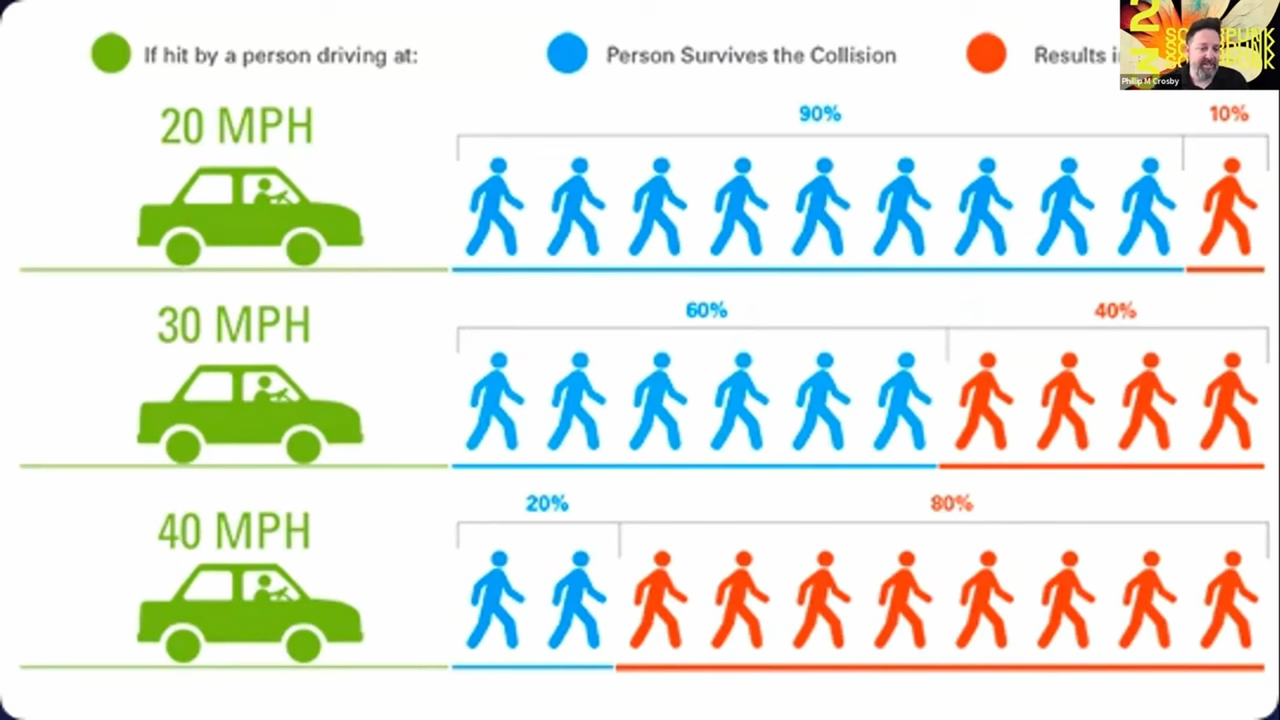 If hit by a person driving at:
Person Survives the Collision
Results
Philip M Crosby
20 MPH
90%
10%
30 MPH
60%
40%
40 MPH
20%
80%